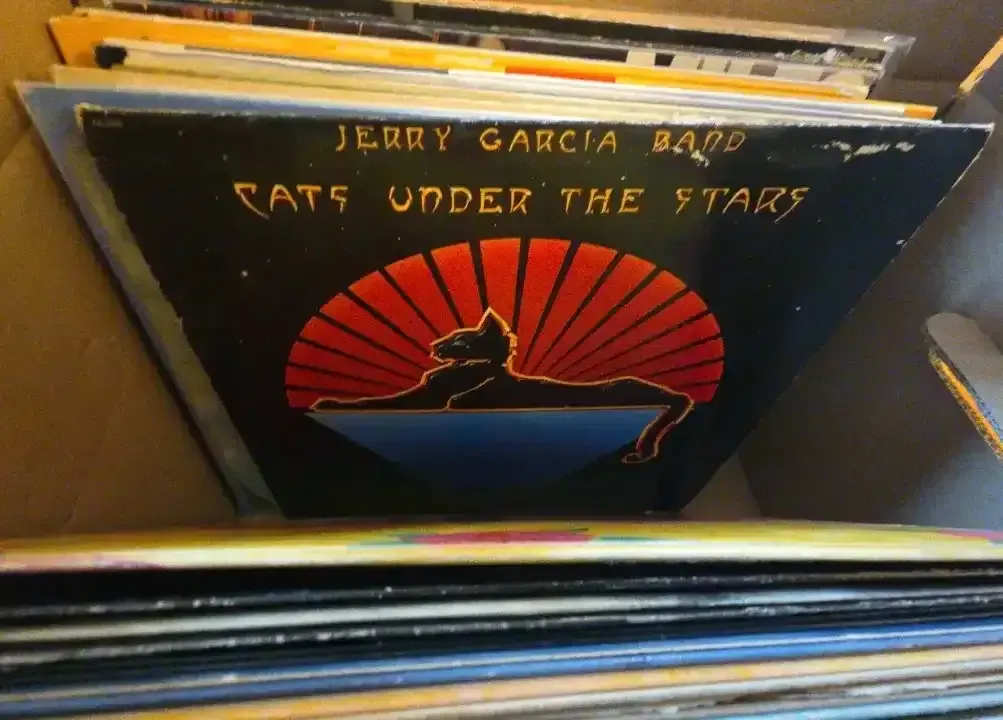 JERRY GARCIA BAND
CATS UNDER THE STARS